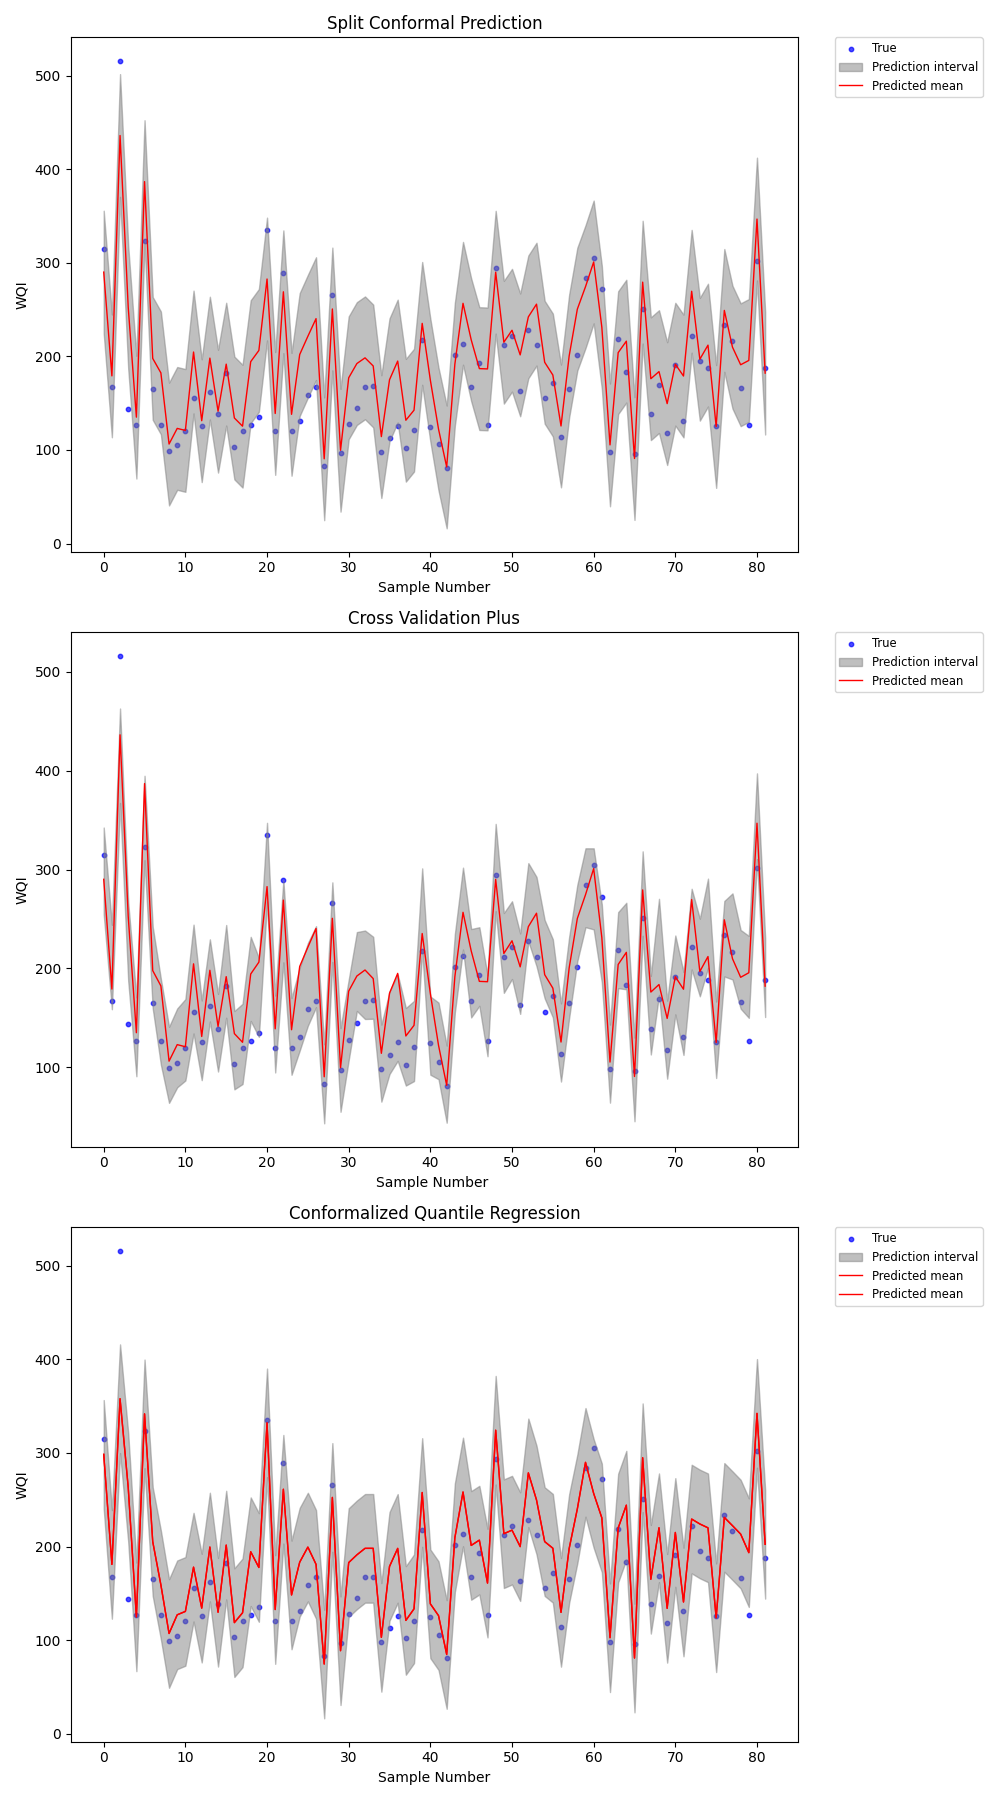 Split Conformal Prediction
True
Prediction interval
Predicted mean
WQI
500
400
300
200
100
0
0 10 20 30 40 50 60 70 80
Sample Number
Cross Validation Plus
True
Prediction interval
Predicted mean
WQI
500
400
300
200
100
0 10 20 30 40 50 60 70 80
Sample Number
Conformalized Quantile Regression
True
Prediction interval
Predicted mean
Predicted mean
WQI
500
400
300
200
100
0
0 10 20 30 40 50 60 70 80
Sample Number